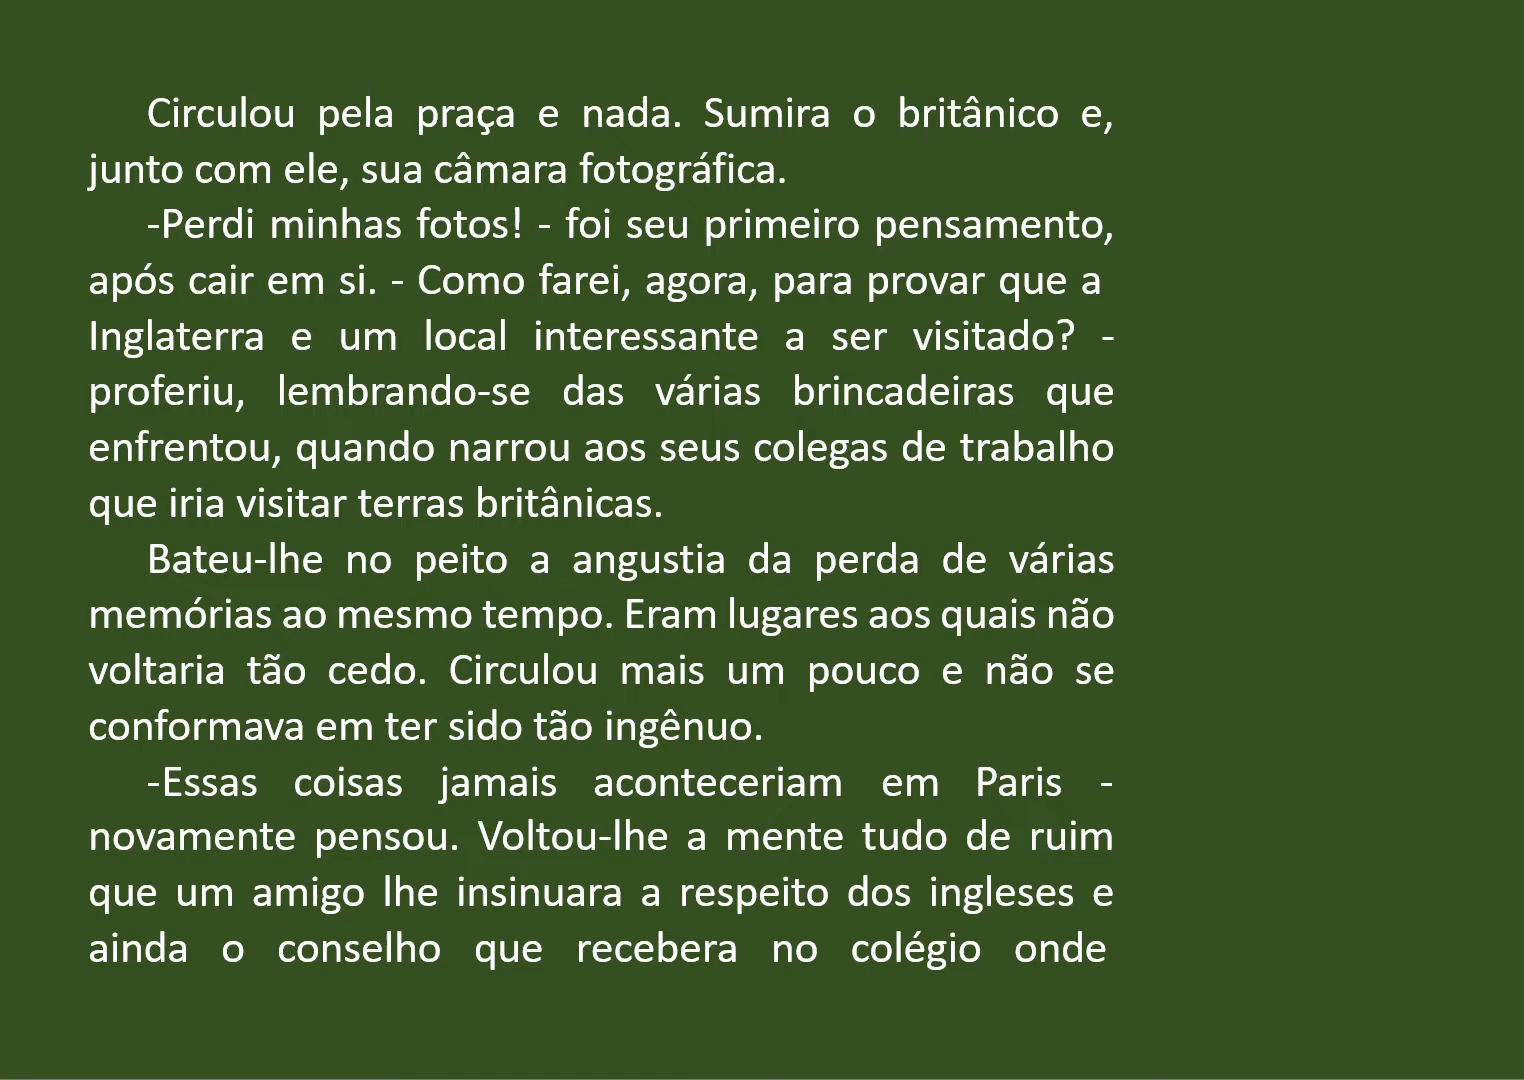 Circulou pela praça e nada. Sumira o britânico e,
junto com ele, sua câmara fotográfica.
-Perdi minhas fotos! - foi seu primeiro pensamento,
após cair em si. - Como farei, agora, para provar que a
Inglaterra e um local interessante a ser visitado? -
proferiu, lembrando-se das várias brincadeiras que
enfrentou, quando narrou aos seus colegas de trabalho
que iria visitar terras britânicas.
Bateu-lhe no peito a angustia da perda de várias
memórias ao mesmo tempo. Eram lugares aos quais não
voltaria tão cedo. Circulou mais um pouco e não se
conformava em ter sido tão ingênuo.
-Essas coisas jamais aconteceriam em Paris -
novamente pensou. Voltou-lhe a mente tudo de ruim
que um amigo lhe insinuara a respeito dos ingleses e
ainda o conselho que recebera no colégio onde